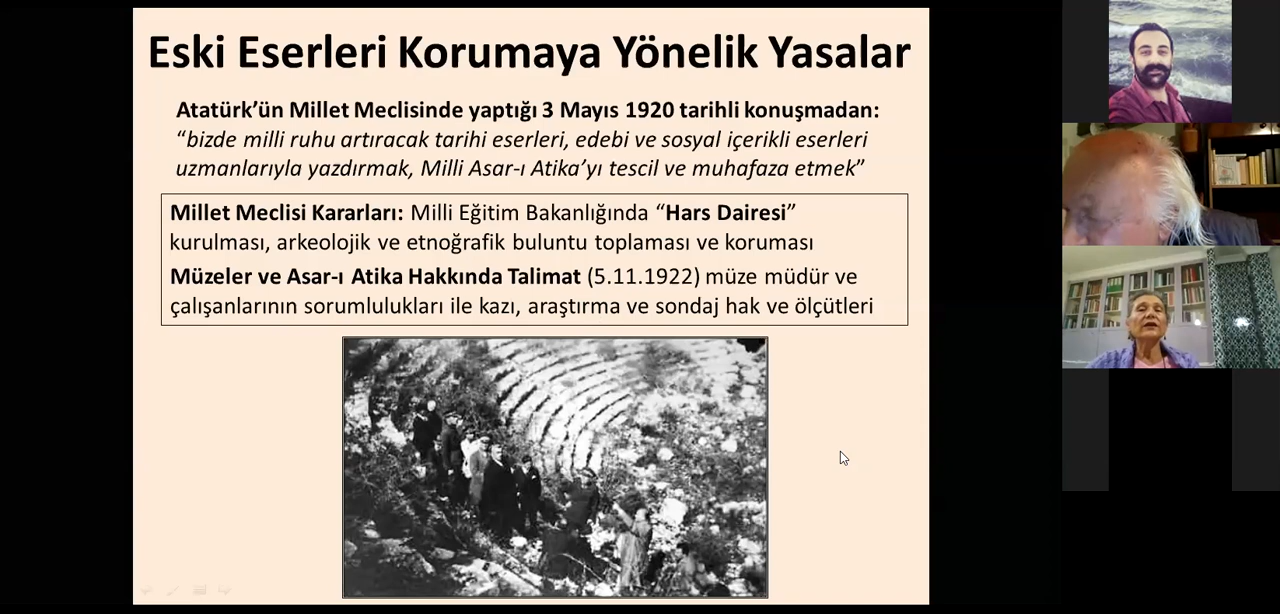 Eski Eserleri Korumaya Yönelik Yasalar
Atatürk’ün Millet Meclisinde yaptığı 3 Mayıs 1920 tarihli konuşmadan:
“bizde milli ruhu artıracak tarihi eserleri, edebi ve sosyal içerikli eserleri
uzmanlarıyla yazdırmak, Milli Asar-ı Atika’yı tescil ve muhafaza etmek”
Millet Meclisi Kararları: Milli Eğitim Bakanlığında “Hars Dairesi”
kurulması, arkeolojik ve etnoğrafik buluntu toplaması ve koruması
Müzeler ve Asar-ı Atika Hakkında Talimat (5.11.1922) müze müdür ve
çalışanlarının sorumlulukları ile kazı, araştırma ve sondaj hak ve ölçütleri